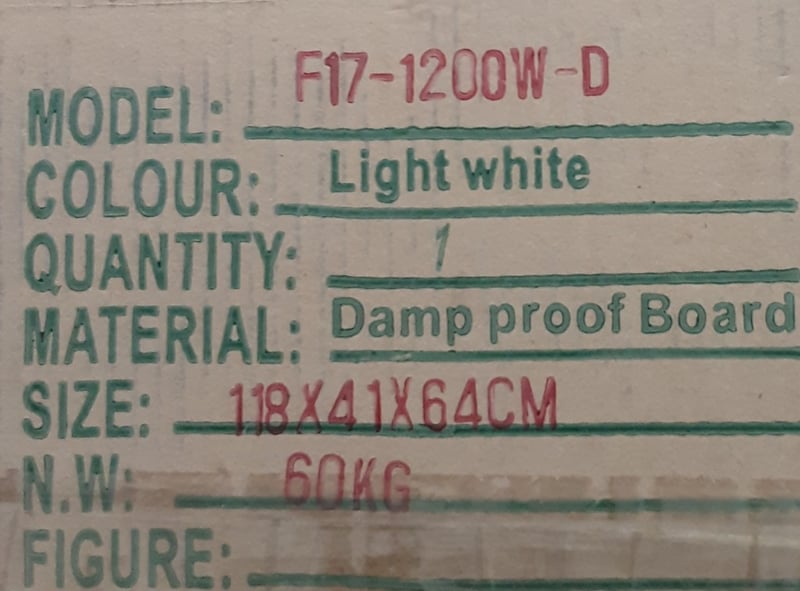 MODEL: F17-1200W-D
COLOUR: Light white
QUANTITY: 1
MATERIAL: Damp proof Board
SIZE: 118X41X64CM
N.W: 60KG
FIGURE: